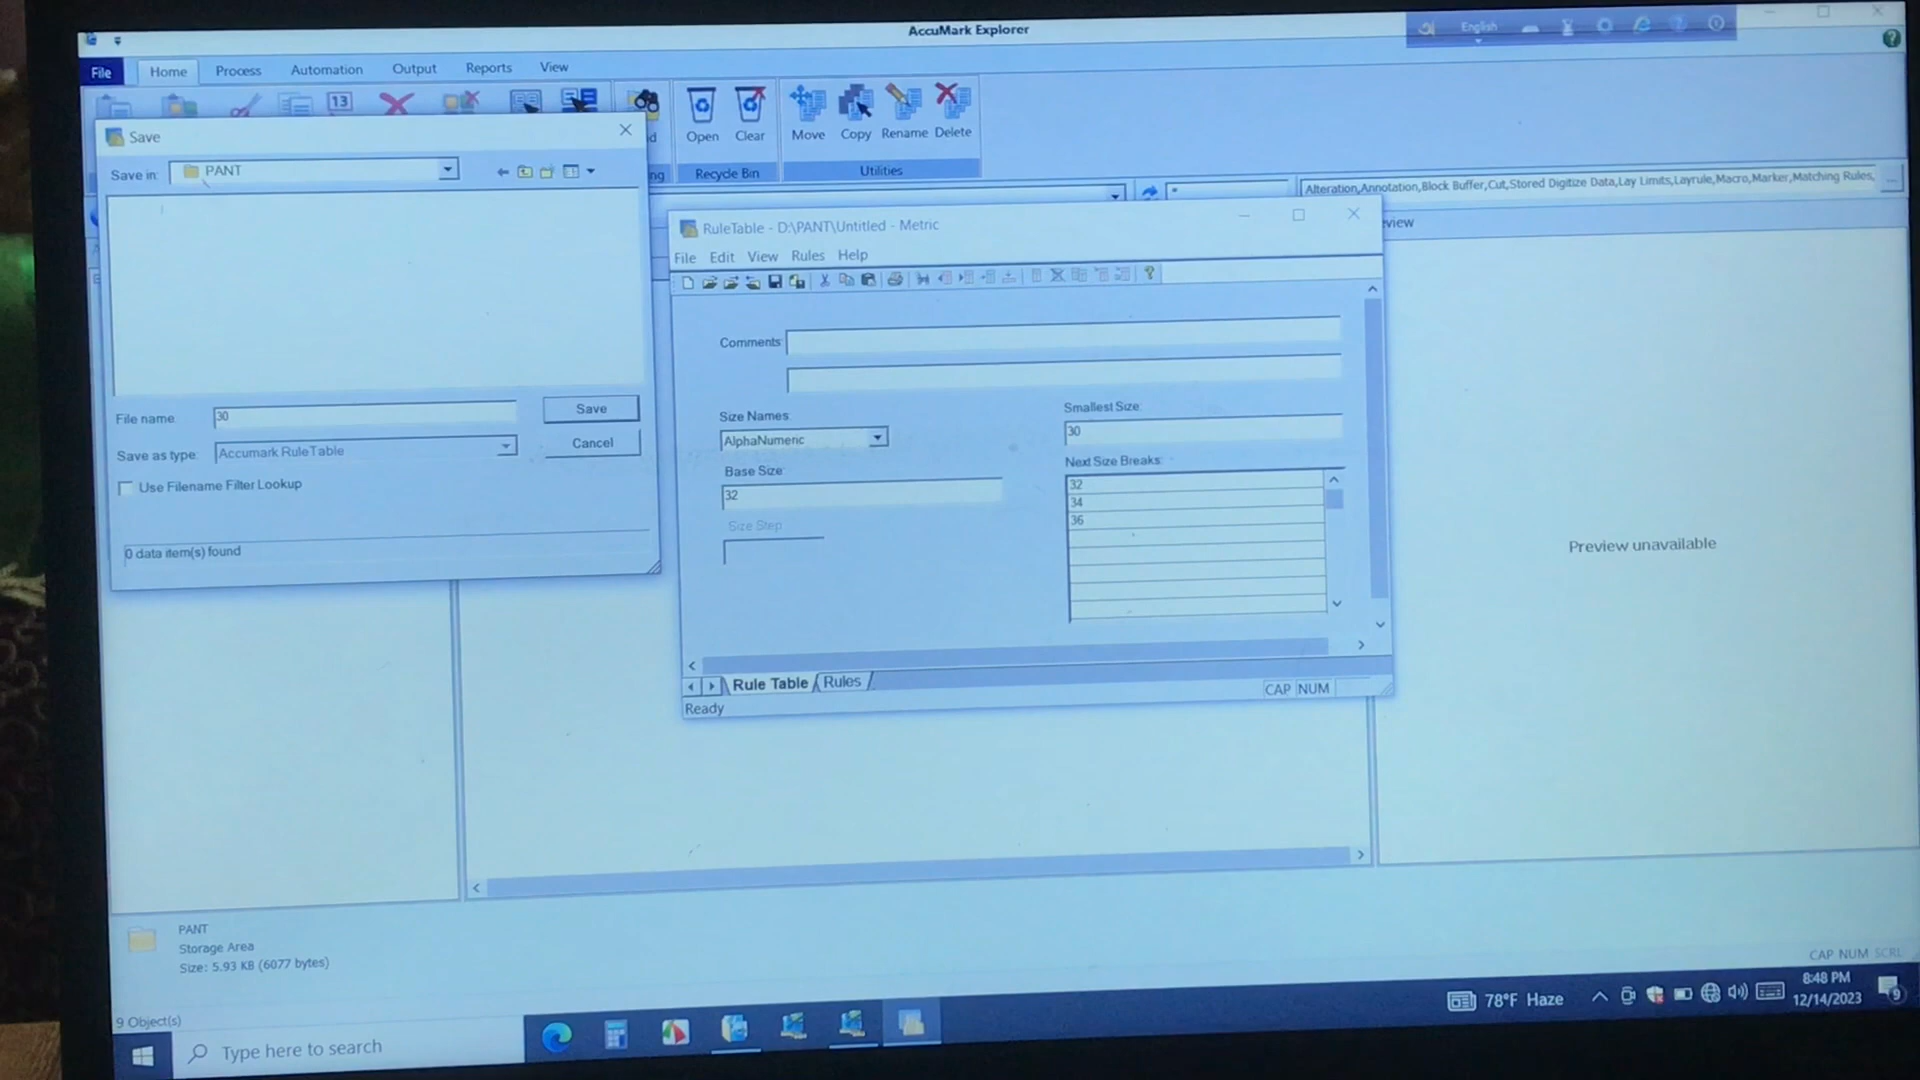 AccuMark Explorer
English
File Home Process Automation Output Reports View
13
Open Clear Move Copy Rename Delete
Recycle Bin Utilities
Save
Save in: PANT
Alteration,Annotation,Block Buffer,Cut,Stored Digitize Data,Lay Limits,Layrule,Macro,Marker,Matching Rules,
...
view
RuleTable - D:\PANT\Untitled - Metric
File Edit View Rules Help
Comments
File name: 30
Save
Save as type: Accumark RuleTable
Cancel
Use Filename Filter Lookup
0 data item(s) found
Size Names:
AlphaNumeric
Base Size:
32
Size Step
Smallest Size:
30
Next Size Breaks:
32
34
36
Preview unavailable
Rule Table Rules
CAP NUM
Ready
PANT
Storage Area
Size: 5.93 KB (6077 bytes)
CAP NUM SCRL
9 Object(s)
Type here to search
78°F Haze
8:48 PM
12/14/2023
9